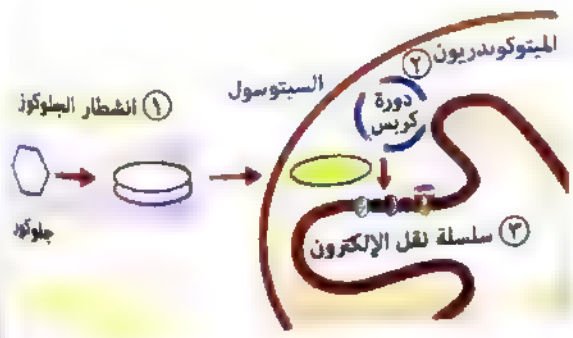 الميتوكوندريون
السيتوسول
① انشطار الجلوكوز
② دورة
كربس
جلوكوز
③ سلسلة نقل الإلكترون